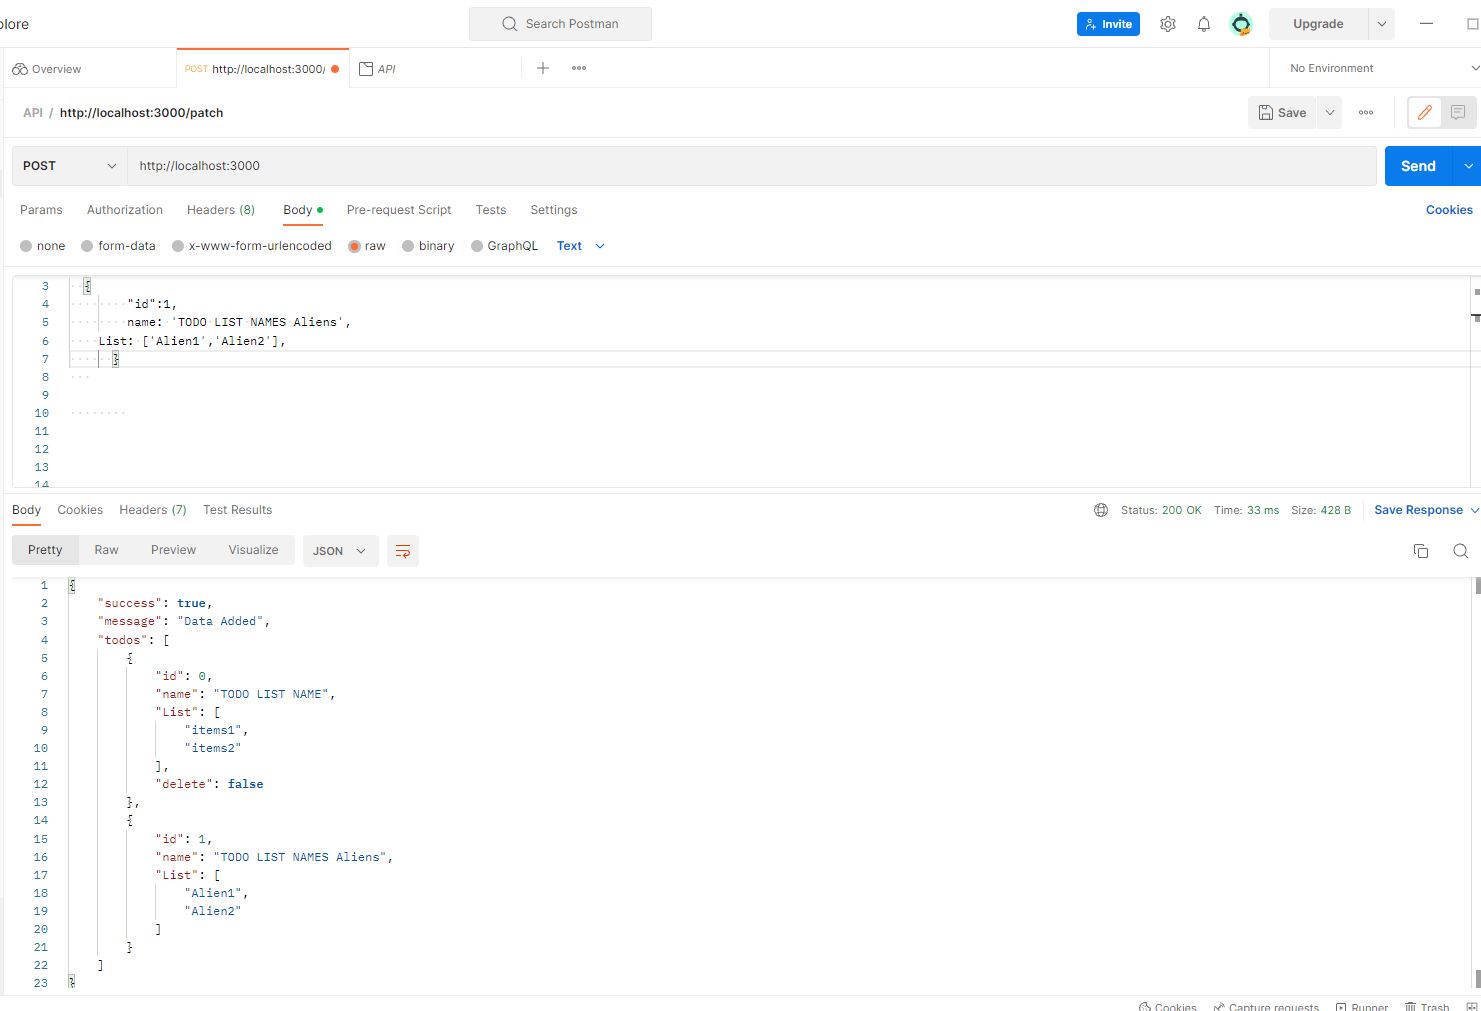 plore
Search Postman
Invite
Upgrade
Overview
POST http://localhost:3000/
API
No Environment
API / http://localhost:3000/patch
Save
POST
http://localhost:3000
Send
Params Authorization Headers (8) Body Pre-request Script Tests Settings
Cookies
none form-data x-www-form-urlencoded raw binary GraphQL Text
3 {
4 "id":1,
5 name: 'TODO LIST NAMES Aliens',
6 List: ['Alien1','Alien2'],
7 }
8
9
10
11
12
13
14
Body Cookies Headers (7) Test Results
Status: 200 OK Time: 33 ms Size: 428 B Save Response
Pretty Raw Preview Visualize JSON
1 {
2 "success": true,
3 "message": "Data Added",
4 "todos": [
5 {
6 "id": 0,
7 "name": "TODO LIST NAME",
8 "List": [
9 "items1",
10 "items2"
11 ],
12 "delete": false
13 },
14 {
15 "id": 1,
16 "name": "TODO LIST NAMES Aliens",
17 "List": [
18 "Alien1",
19 "Alien2"
20 ]
21 }
22 ]
23 }
Cookies Capture requests Runner Trash